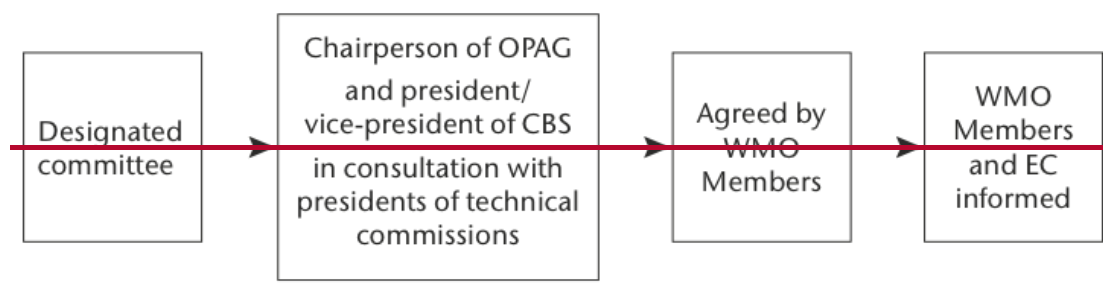 Designated
committee
Chairperson of OPAG
and president/
vice-president of CBS
in consultation with
presidents of technical
commissions
Agreed by
WMO
Members
WMO
Members
and EC
informed